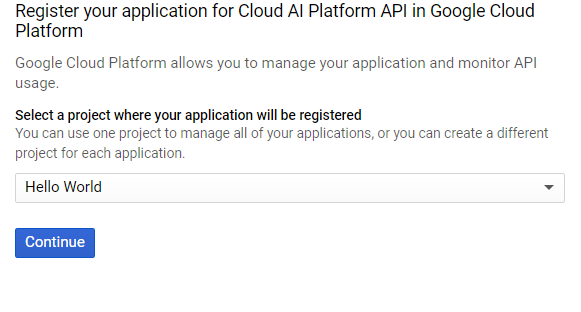 Register your application for Cloud AI Platform API in Google Cloud
Platform
Google Cloud Platform allows you to manage your application and monitor API
usage.
Select a project where your application will be registered
You can use one project to manage all of your applications, or you can create a different
project for each application.
Hello World
Continue